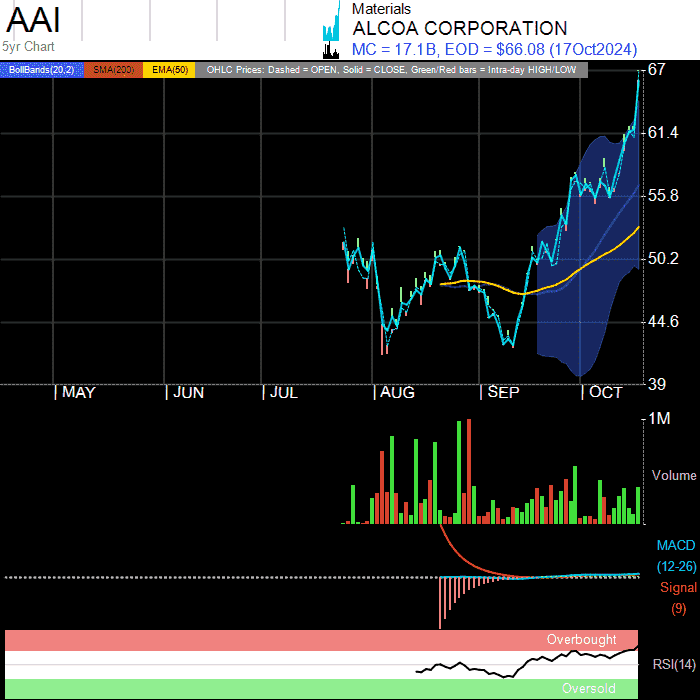 AAI
5yr Chart
Materials
ALCOA CORPORATION
MC = 17.1B, EOD = $66.08 (17Oct2024)
BollBands(20,2) SMA(200) EMA(50) OHLC Prices: Dashed = OPEN, Solid = CLOSE, Green/Red bars = Intra-day HIGH/LOW
67
61.4
55.8
50.2
44.6
39
| MAY | JUN | JUL | AUG | SEP | OCT
1M
Volume
MACD
(12-26)
Signal
(9)
Overbought
RSI(14)
Oversold